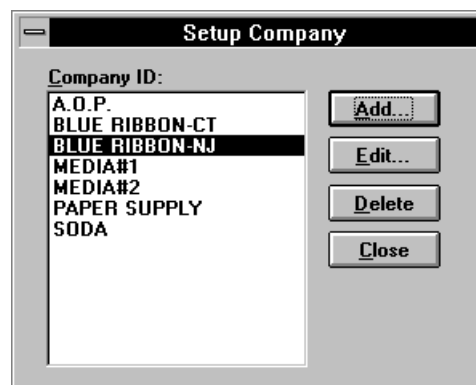 Setup Company
Company ID:
A.O.P.
BLUE RIBBON-CT
BLUE RIBBON-NJ
MEDIA#1
MEDIA#2
PAPER SUPPLY
SODA
Add...
Edit...
Delete
Close